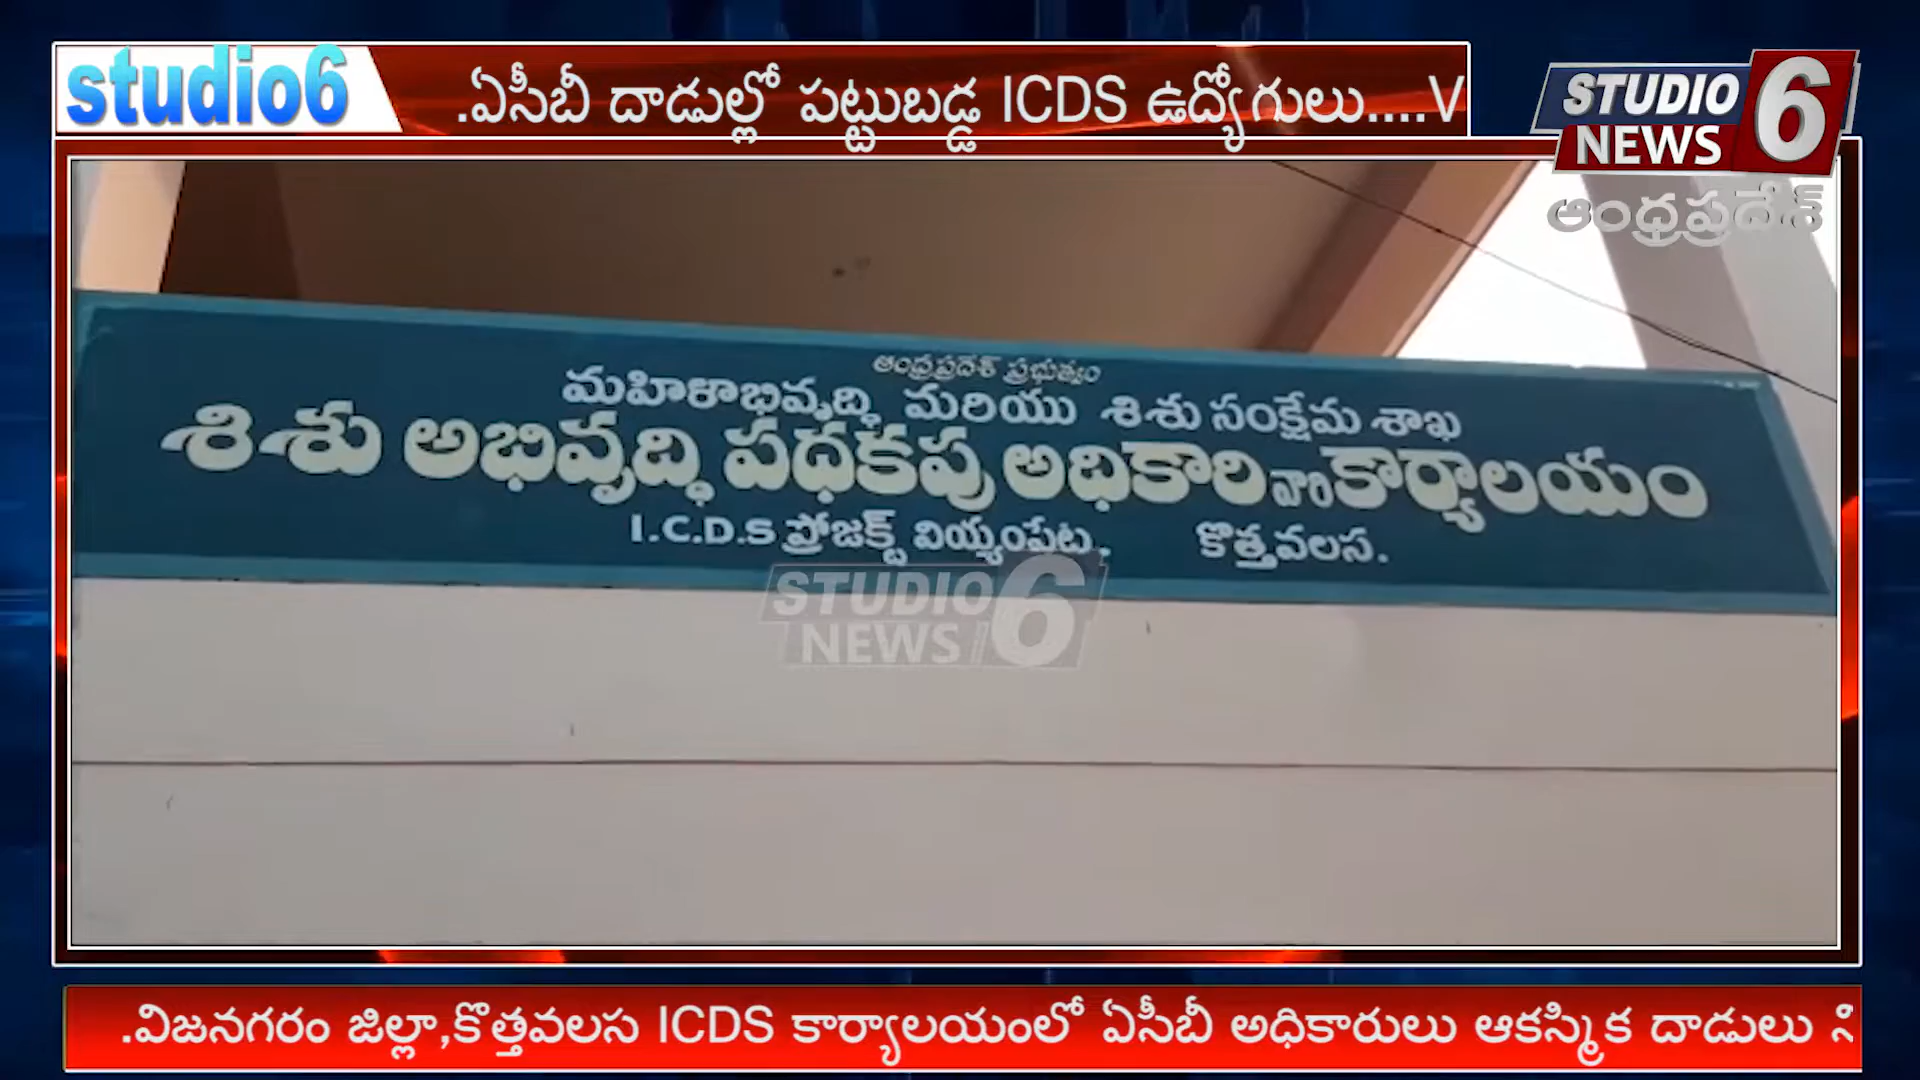 studio6
.ఏసీబీ దాడుల్లో పట్టుబడ్డ ICDS ఉద్యోగులు....V
STUDIO 6
NEWS
ఆంధ్రప్రదేశ్
ఆంధ్రప్రదేశ్ ప్రభుత్వం
మహిళాభివృద్ధి మరియు శిశు సంక్షేమ శాఖ
శిశు అభివృద్ధి పధకపు అధికారి వారి కార్యాలయం
I.C.D.S ప్రోజక్ట్ వియ్యంపేట. కొత్తవలస.
STUDIO 6
NEWS
.విజనగరం జిల్లా,కొత్తవలస ICDS కార్యాలయంలో ఏసీబీ అధికారులు ఆకస్మిక దాడులు